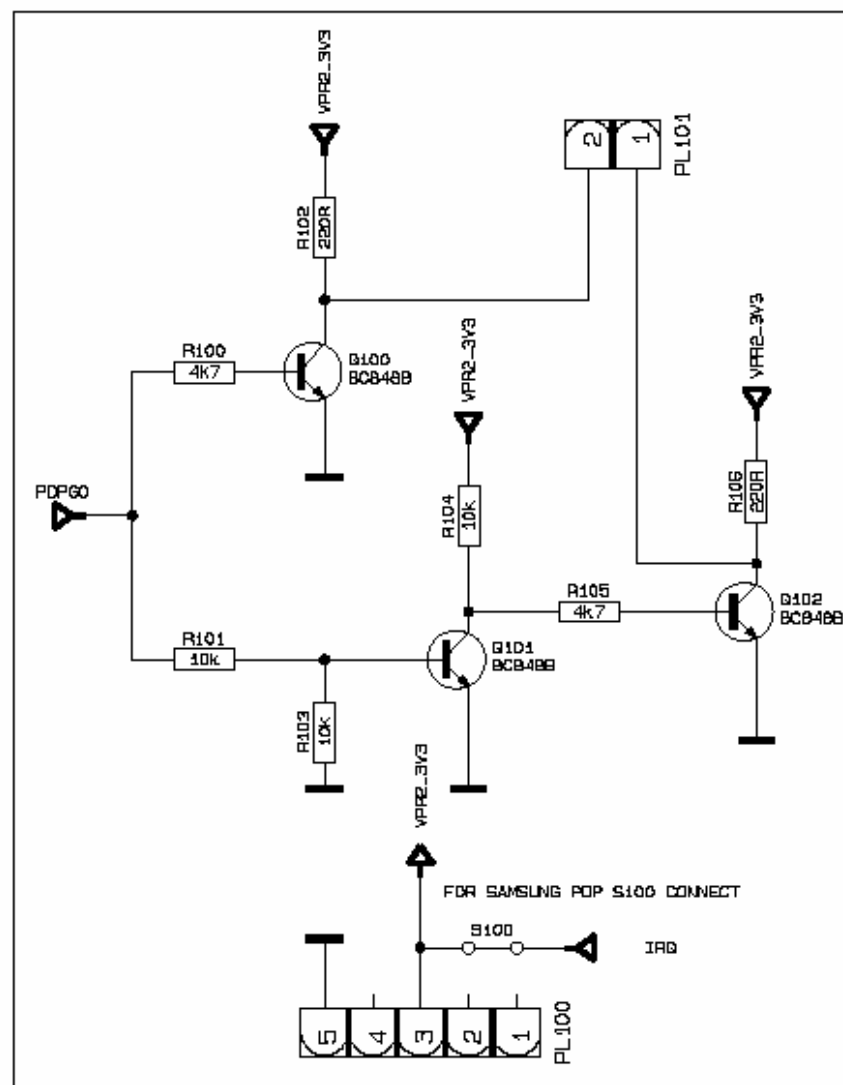 VPR2_3V3
2
1
PL101
R102
220R
VPR2_3V3
VPR2_3V3
R100
4k7
Q100
BC848B
PDPGO
R104
10k
R106
220R
R105
4k7
Q102
BC848B
R101
10k
Q101
BC848B
R103
10k
VPR2_3V3
FOR SAMSUNG PDP S100 CONNECT
S100
IRQ
5
4
3
2
1
PL100